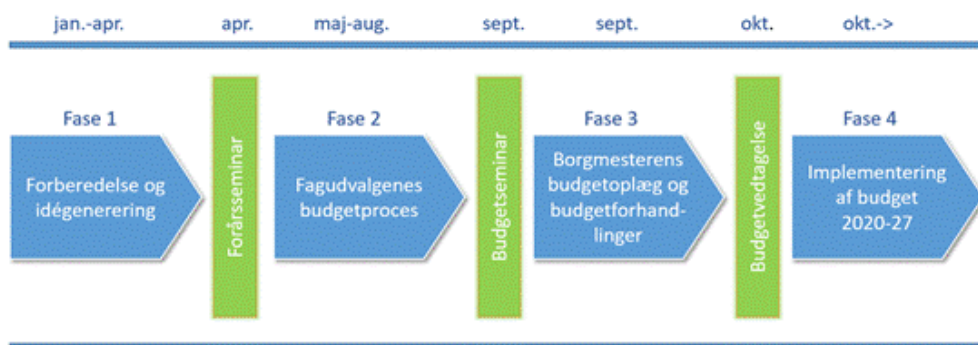 jan.-apr.
apr.
maj-aug.
sept.
sept.
okt.
okt.->
Fase 1
Forberedelse og
idégenerering
Forårsseminar
Fase 2
Fagudvalgenes
budgetproces
Budgetseminar
Fase 3
Borgmesterens
budgetoplæg og
budgetforhand-
linger
Budgetvedtagelse
Fase 4
Implementering
af budget
2020-27